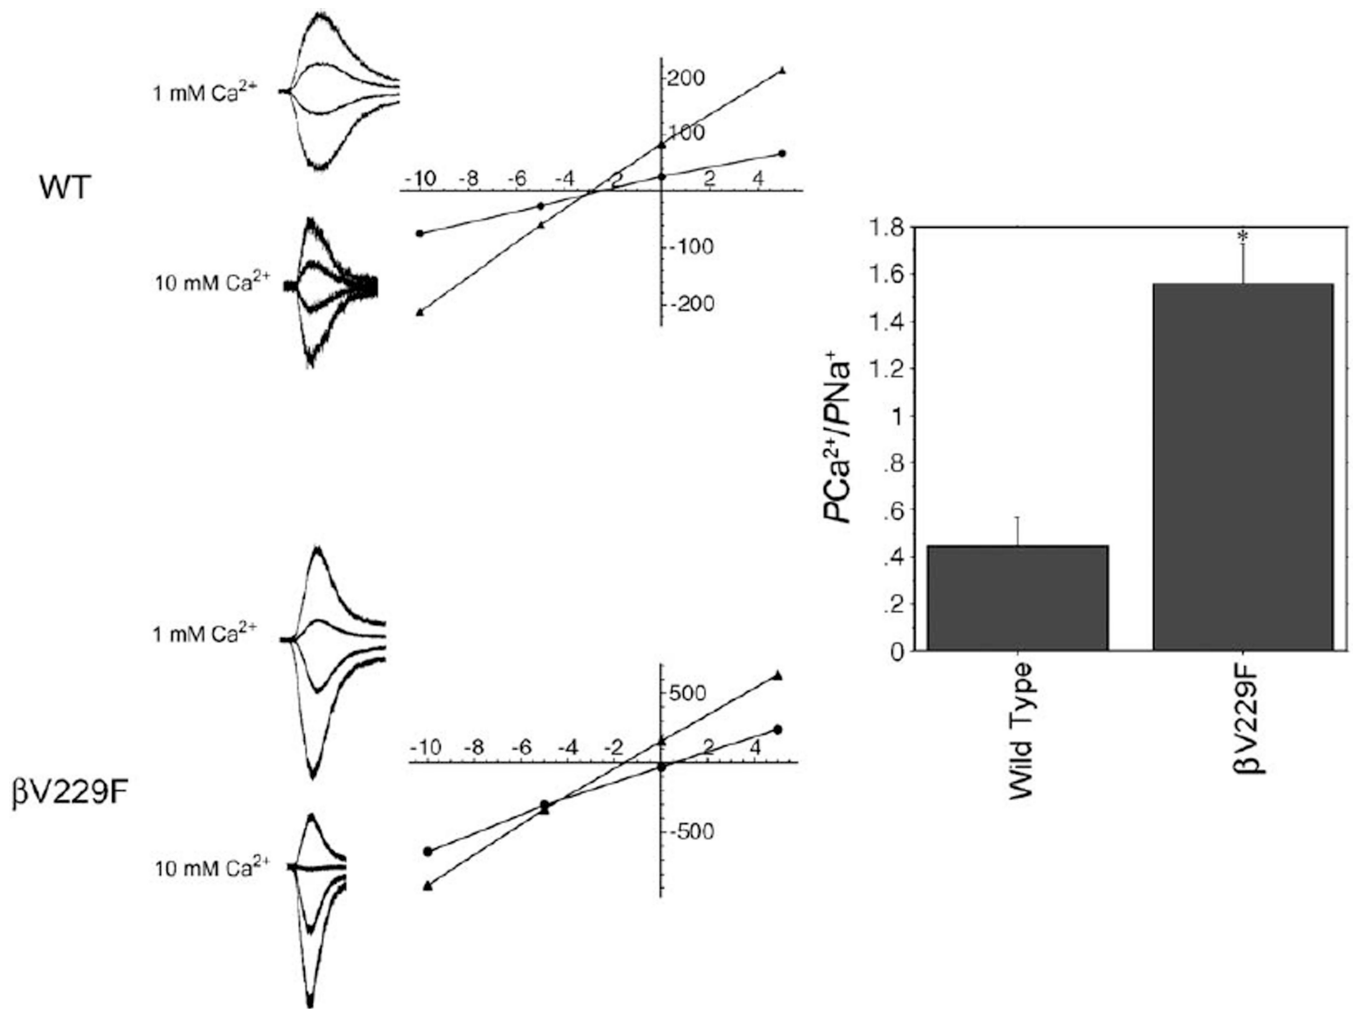 1 mM Ca²⁺
WT
10 mM Ca²⁺
200
100
-10 -8 -6 -4 2 2 4
-100
-200
1 mM Ca²⁺
βV229F
10 mM Ca²⁺
500
-10 -8 -6 -4 -2 2 4
-500
PCa²⁺/PNa⁺
1.8
1.6
1.4
1.2
1
.8
.6
.4
.2
0
*
Wild Type
βV229F